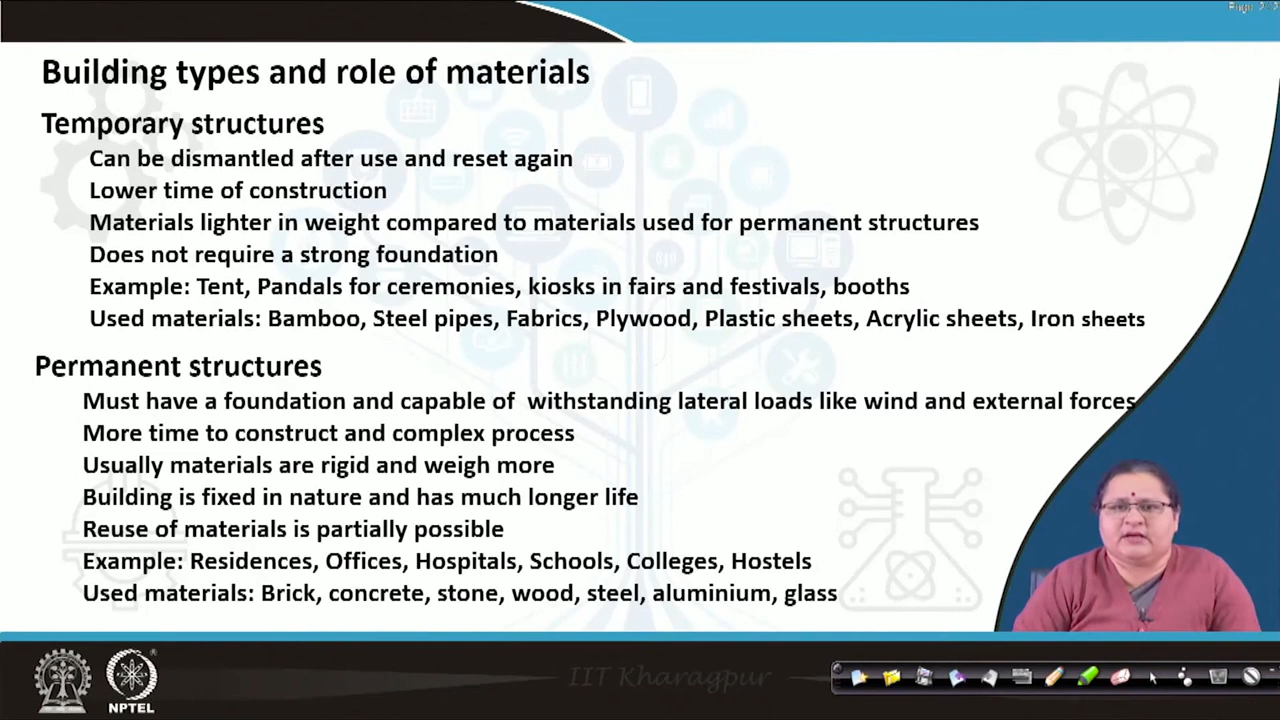 Building types and role of materials
Temporary structures
Can be dismantled after use and reset again
Lower time of construction
Materials lighter in weight compared to materials used for permanent structures
Does not require a strong foundation
Example: Tent, Pandals for ceremonies, kiosks in fairs and festivals, booths
Used materials: Bamboo, Steel pipes, Fabrics, Plywood, Plastic sheets, Acrylic sheets, Iron sheets
Permanent structures
Must have a foundation and capable of withstanding lateral loads like wind and external forces
More time to construct and complex process
Usually materials are rigid and weigh more
Building is fixed in nature and has much longer life
Reuse of materials is partially possible
Example: Residences, Offices, Hospitals, Schools, Colleges, Hostels
Used materials: Brick, concrete, stone, wood, steel, aluminium, glass
IIT Kharagpur
NPTEL